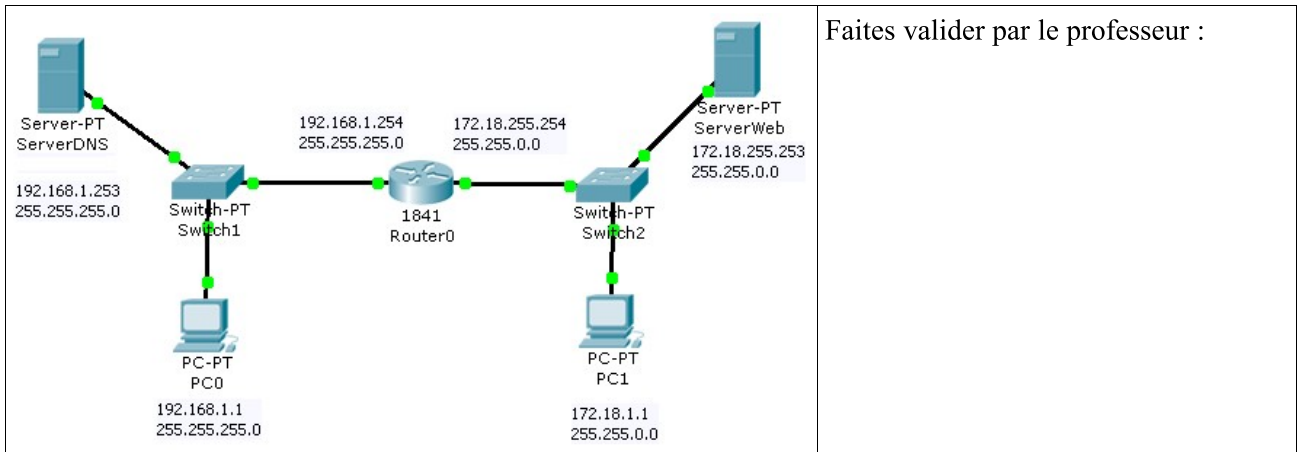 Faites valider par le professeur :
Server-PT
ServerDNS
192.168.1.253
255.255.255.0
Switch-PT
Switch1
192.168.1.254
255.255.255.0
1841
Router0
172.18.255.254
255.255.0.0
Switch-PT
Switch2
Server-PT
ServerWeb
172.18.255.253
255.255.0.0
PC-PT
PC0
192.168.1.1
255.255.255.0
PC-PT
PC1
172.18.1.1
255.255.0.0